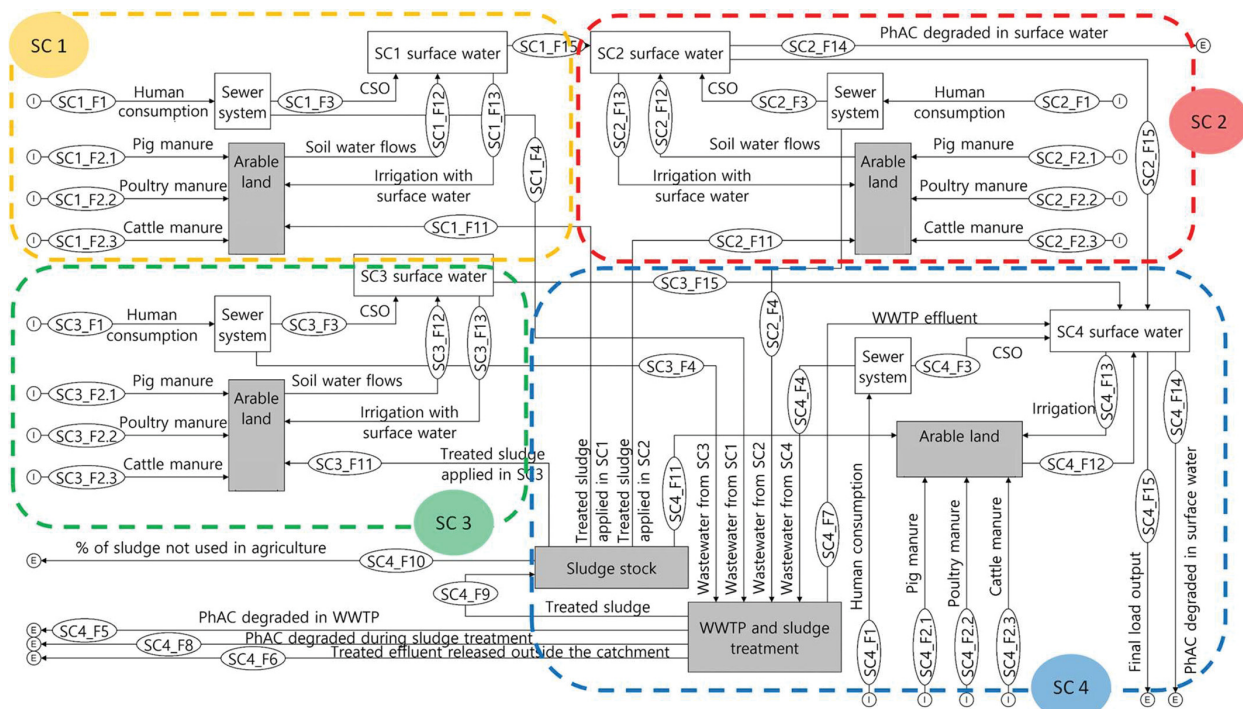 SC 1
SC1 surface water
SC1_F15
SC2 surface water
PhAC degraded in surface water
SC2_F14
E
I
SC1_F1
Human
consumption
Sewer
system
SC1_F3
CSO
SC1_F12
SC1_F13
SC1_F4
I
SC1_F2.1
Pig manure
Arable
land
Soil water flows
I
SC1_F2.2
Poultry manure
Irrigation with
surface water
I
SC1_F2.3
Cattle manure
SC1_F11
SC2_F13
SC2_F12
CSO
SC2_F3
Sewer
system
Human
consumption
SC2_F1
I
SC 2
SC2_F15
Soil water flows
Arable
land
Pig manure
SC2_F2.1
I
Irrigation with
surface water
Poultry manure
SC2_F2.2
I
SC2_F11
Cattle manure
SC2_F2.3
I
SC3 surface water
SC3_F15
I
SC3_F1
Human
consumption
Sewer
system
SC3_F3
CSO
SC3_F12
SC3_F13
SC3_F4
I
SC3_F2.1
Pig manure
Arable
land
Soil water flows
I
SC3_F2.2
Poultry manure
Irrigation with
surface water
I
SC3_F2.3
Cattle manure
SC3_F11
Treated sludge
applied in SC3
SC 3
Treated sludge
applied in SC1
Treated sludge
applied in SC2
SC4_F11
Wastewater from SC3
Wastewater from SC1
Wastewater from SC2
Wastewater from SC4
SC2_F4
SC4_F4
SC4_F7
WWTP effluent
Sewer
system
SC4_F3
CSO
SC4 surface water
SC4_F13
SC4_F14
Irrigation
Arable land
SC4_F12
SC4_F15
Human consumption
Pig manure
Poultry manure
Cattle manure
Final load output
PhAC degraded in surface water
SC4_F1
SC4_F2.1
SC4_F2.2
SC4_F2.3
I
I
I
I
E
E
SC 4
% of sludge not used in agriculture
E
SC4_F10
Sludge stock
SC4_F9
Treated sludge
PhAC degraded in WWTP
E
SC4_F5
PhAC degraded during sludge treatment
E
SC4_F8
Treated effluent released outside the catchment
E
SC4_F6
WWTP and sludge
treatment